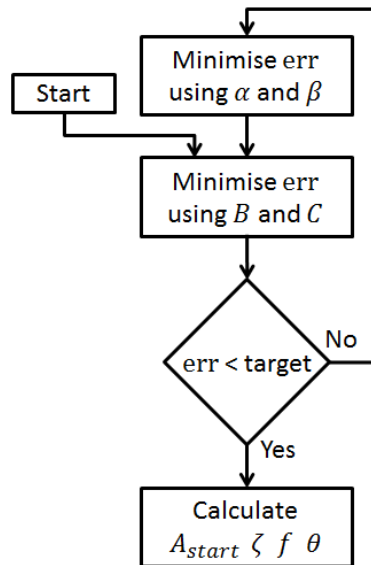 Minimise err
using α and β
Start
Minimise err
using B and C
err < target
No
Yes
Calculate
A_start ζ f θ